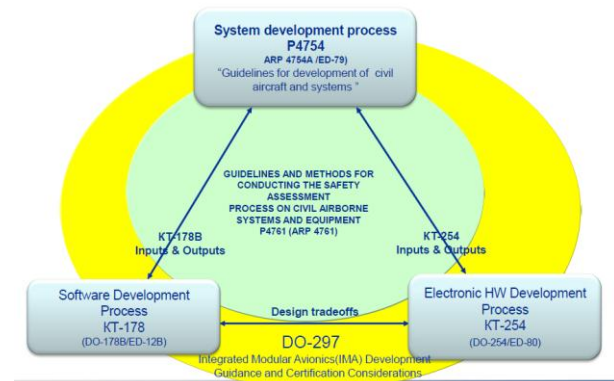 System development process
P4754
ARP 4754A /ED-79)
"Guidelines for development of civil
aircraft and systems "
GUIDELINES AND METHODS FOR
CONDUCTING THE SAFETY
ASSESSMENT
PROCESS ON CIVIL AIRBORNE
SYSTEMS AND EQUIPMENT
P4761 (ARP 4761)
KT-178B
Inputs & Outputs
KT-254
Inputs & Outputs
Software Development
Process
КТ-178
(DO-178B/ED-12B)
Design tradeoffs
Electronic HW Development
Process
КТ-254
(DO-254/ED-80)
DO-297
Integrated Modular Avionics(IMA) Development
Guidance and Certification Considerations